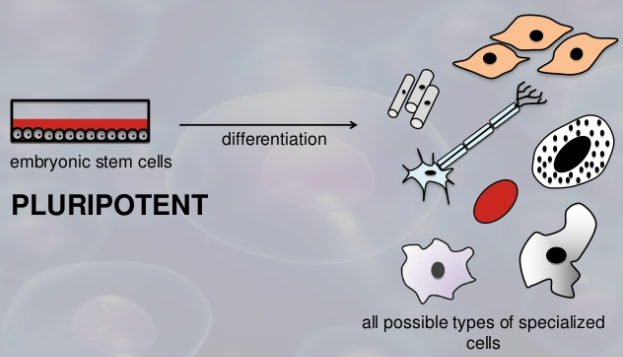 embryonic stem cells
PLURIPOTENT
differentiation
all possible types of specialized
cells